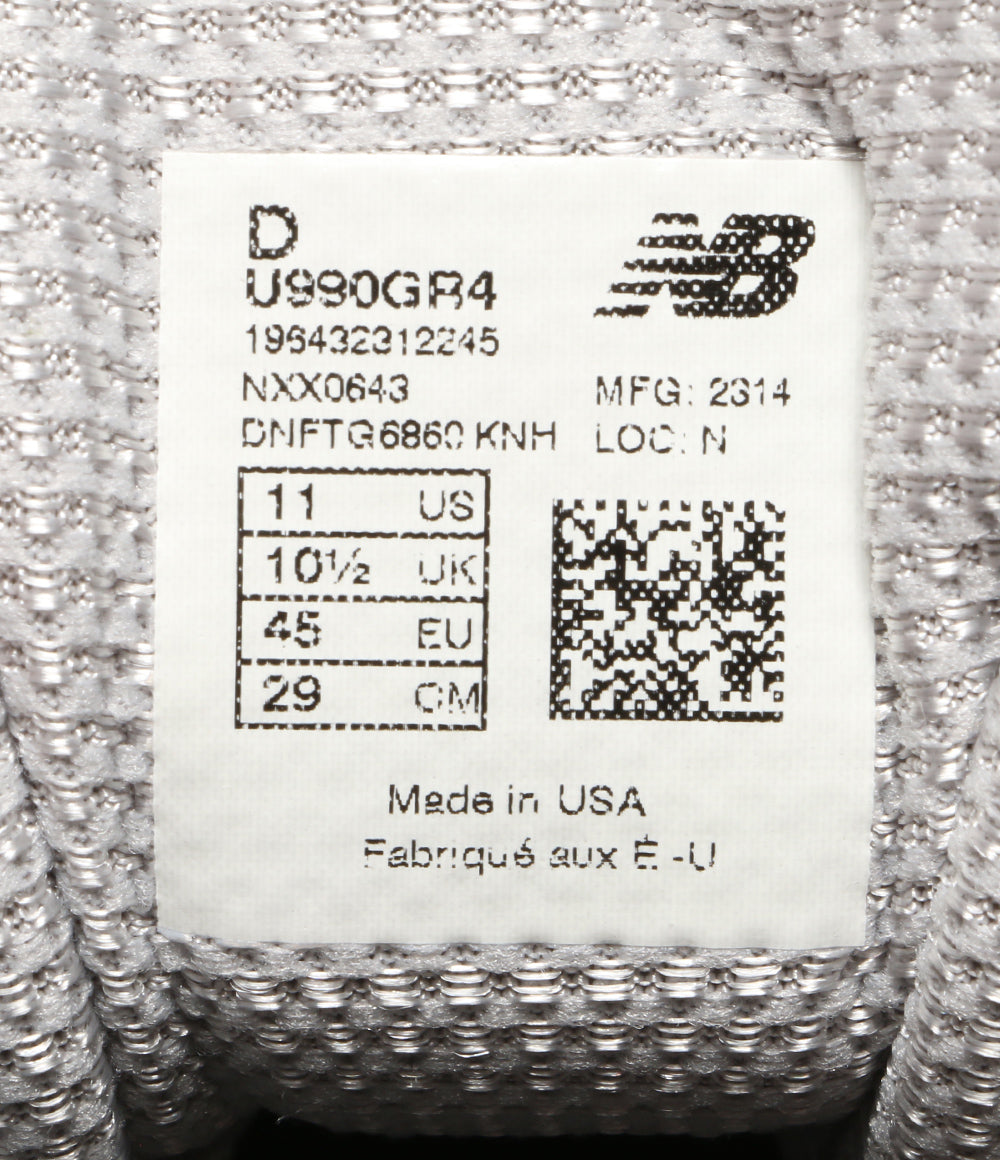 D
NB
U990GR4
196432312245
NXX0643
MFG: 2314
DNFTG6860 KNH
LOC: N
11 US
10½ UK
45 EU
29 CM
Made in USA
Fabriqué aux É.-U